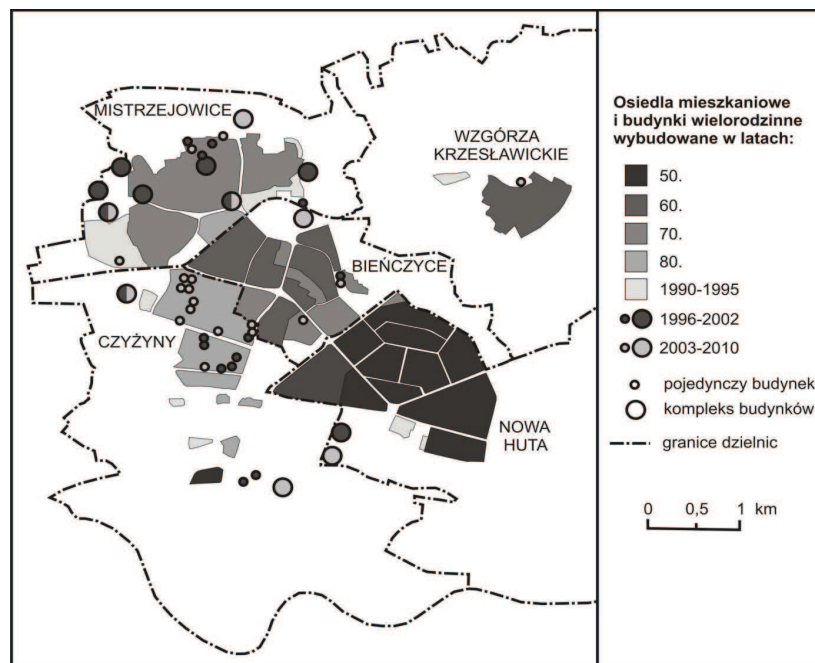 MISTRZEJOWICE
WZGÓRZA
KRZESŁAWICKIE
BIEŃCZYCE
CZYŻYNY
NOWA
HUTA
Osiedla mieszkaniowe
i budynki wielorodzinne
wybudowane w latach:
50.
60.
70.
80.
1990-1995
1996-2002
2003-2010
pojedynczy budynek
kompleks budynków
granice dzielnic
0 0,5 1 km